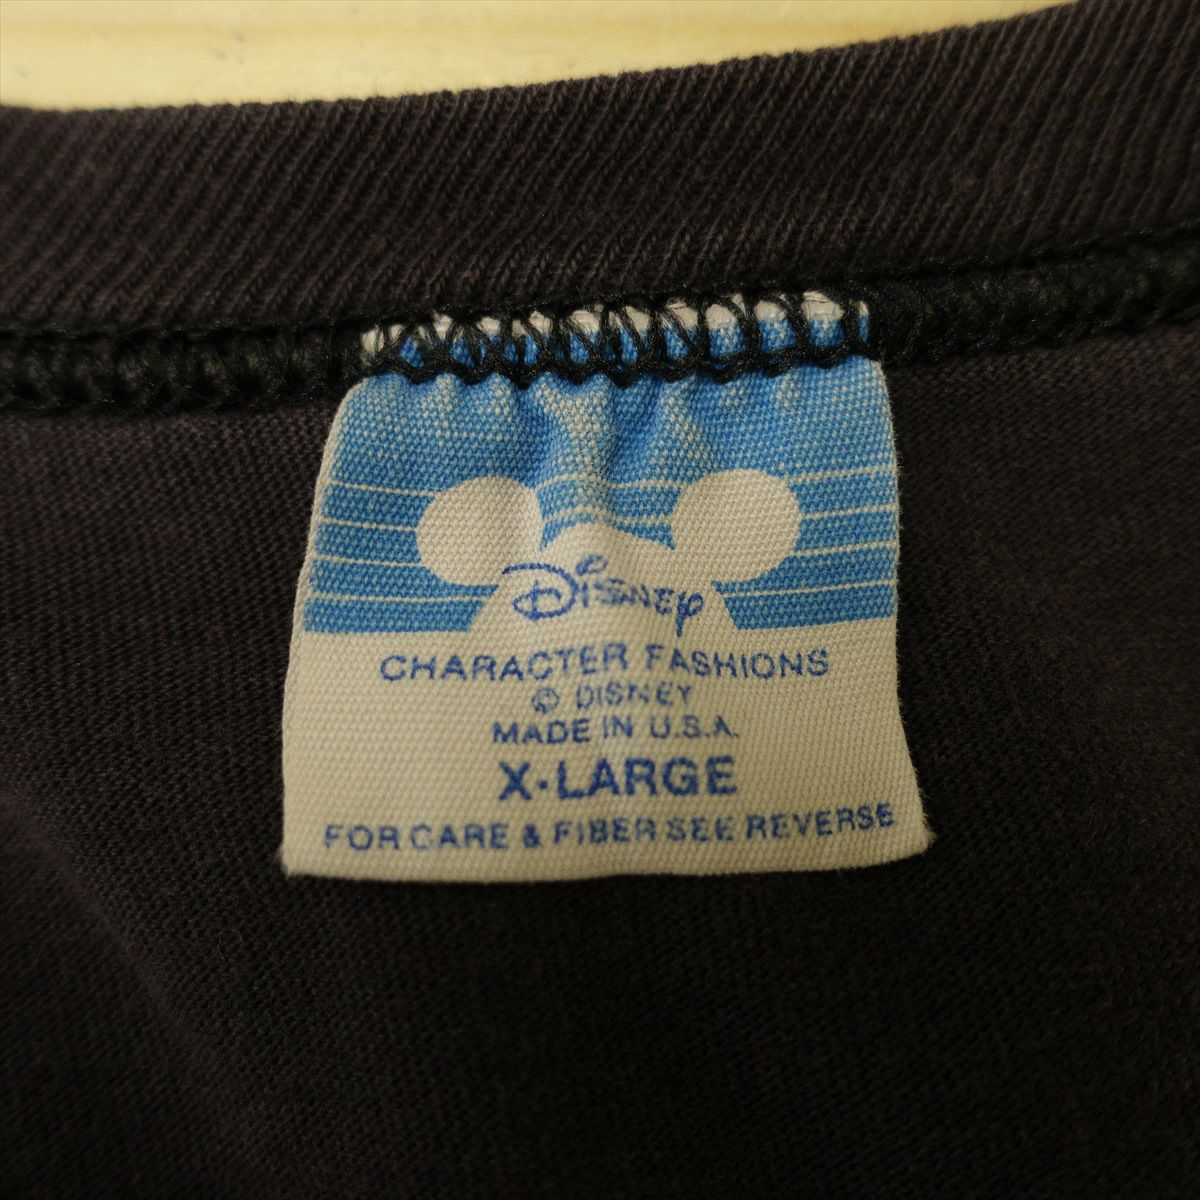 Disney
CHARACTER FASHIONS
© DISNEY
MADE IN U.S.A.
X-LARGE
FOR CARE & FIBER SEE REVERSE